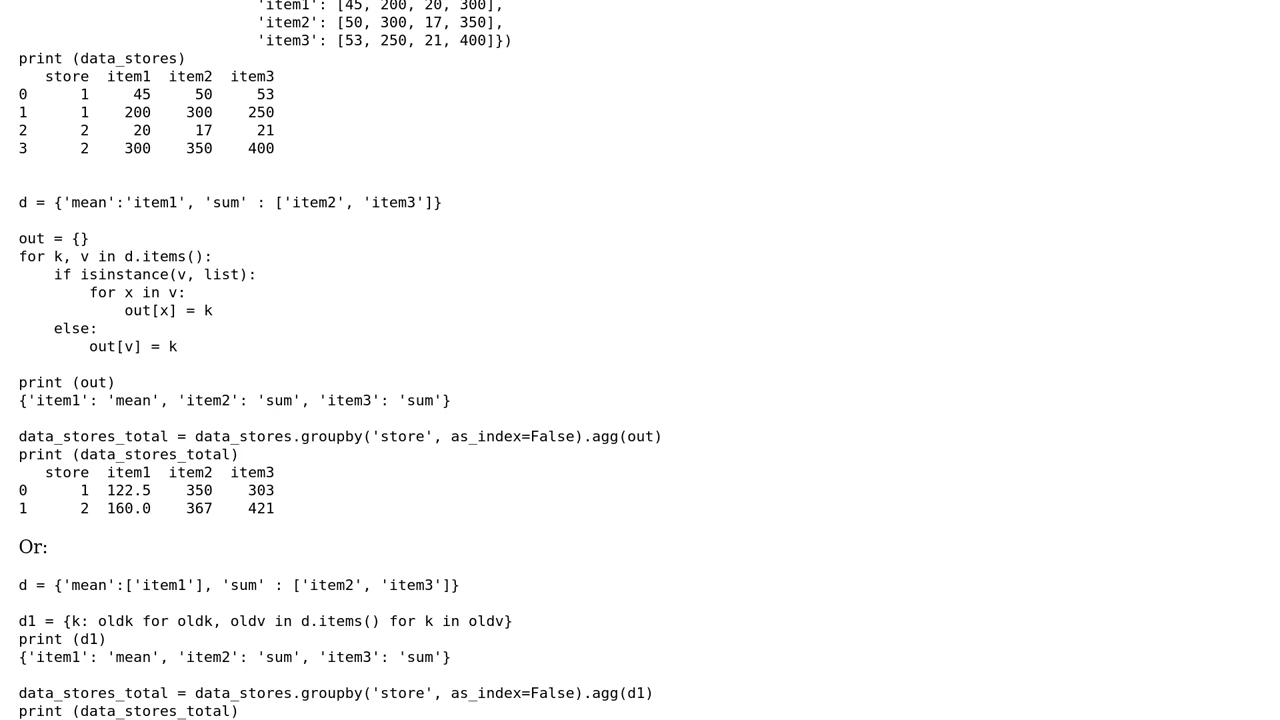 'item1': [45, 200, 20, 300],
'item2': [50, 300, 17, 350],
'item3': [53, 250, 21, 400]})
print (data_stores)
   store  item1  item2  item3
0      1     45     50     53
1      1    200    300    250
2      2     20     17     21
3      2    300    350    400
d = {'mean':'item1', 'sum' : ['item2', 'item3']}
out = {}
for k, v in d.items():
    if isinstance(v, list):
        for x in v:
            out[x] = k
    else:
        out[v] = k
print (out)
{'item1': 'mean', 'item2': 'sum', 'item3': 'sum'}
data_stores_total = data_stores.groupby('store', as_index=False).agg(out)
print (data_stores_total)
   store  item1  item2  item3
0      1  122.5    350    303
1      2  160.0    367    421
Or:
d = {'mean':['item1'], 'sum' : ['item2', 'item3']}
d1 = {k: oldk for oldk, oldv in d.items() for k in oldv}
print (d1)
{'item1': 'mean', 'item2': 'sum', 'item3': 'sum'}
data_stores_total = data_stores.groupby('store', as_index=False).agg(d1)
print (data_stores_total)